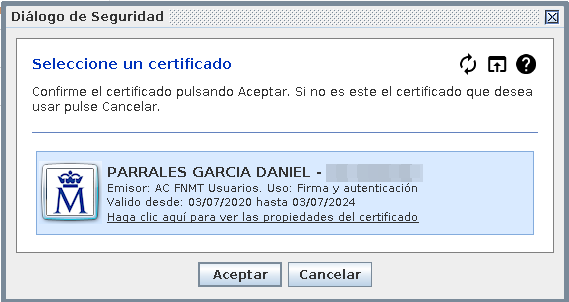 Diálogo de Seguridad
Seleccione un certificado
Confirme el certificado pulsando Aceptar. Si no es este el certificado que desea
usar pulse Cancelar.
PARRALES GARCIA DANIEL -
Emisor: AC FNMT Usuarios. Uso: Firma y autenticación
Valido desde: 03/07/2020 hasta 03/07/2024
Haga clic aquí para ver las propiedades del certificado
M
Aceptar Cancelar